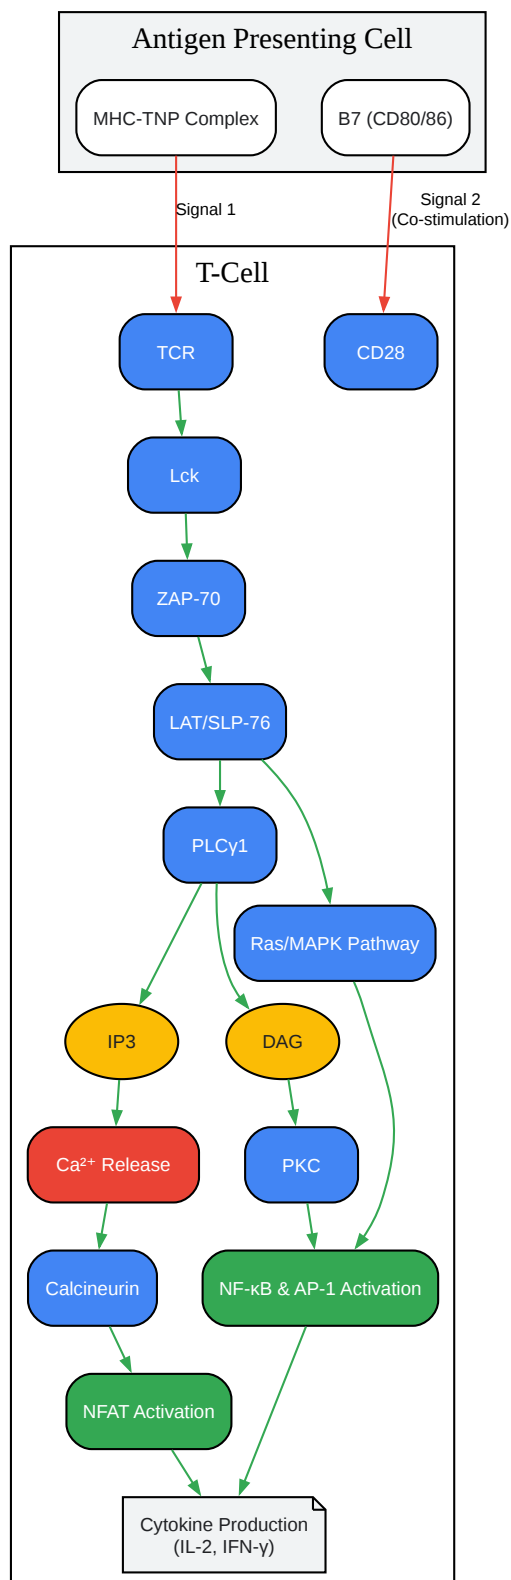 Antigen Presenting Cell
MHC-TNP Complex
B7 (CD80/86)
Signal 1
Signal 2
(Co-stimulation)
T-Cell
TCR
CD28
Lck
ZAP-70
LAT/SLP-76
PLCγ1
Ras/MAPK Pathway
IP3
DAG
Ca²⁺ Release
PKC
Calcineurin
NF-κB & AP-1 Activation
NFAT Activation
Cytokine Production
(IL-2, IFN-γ)